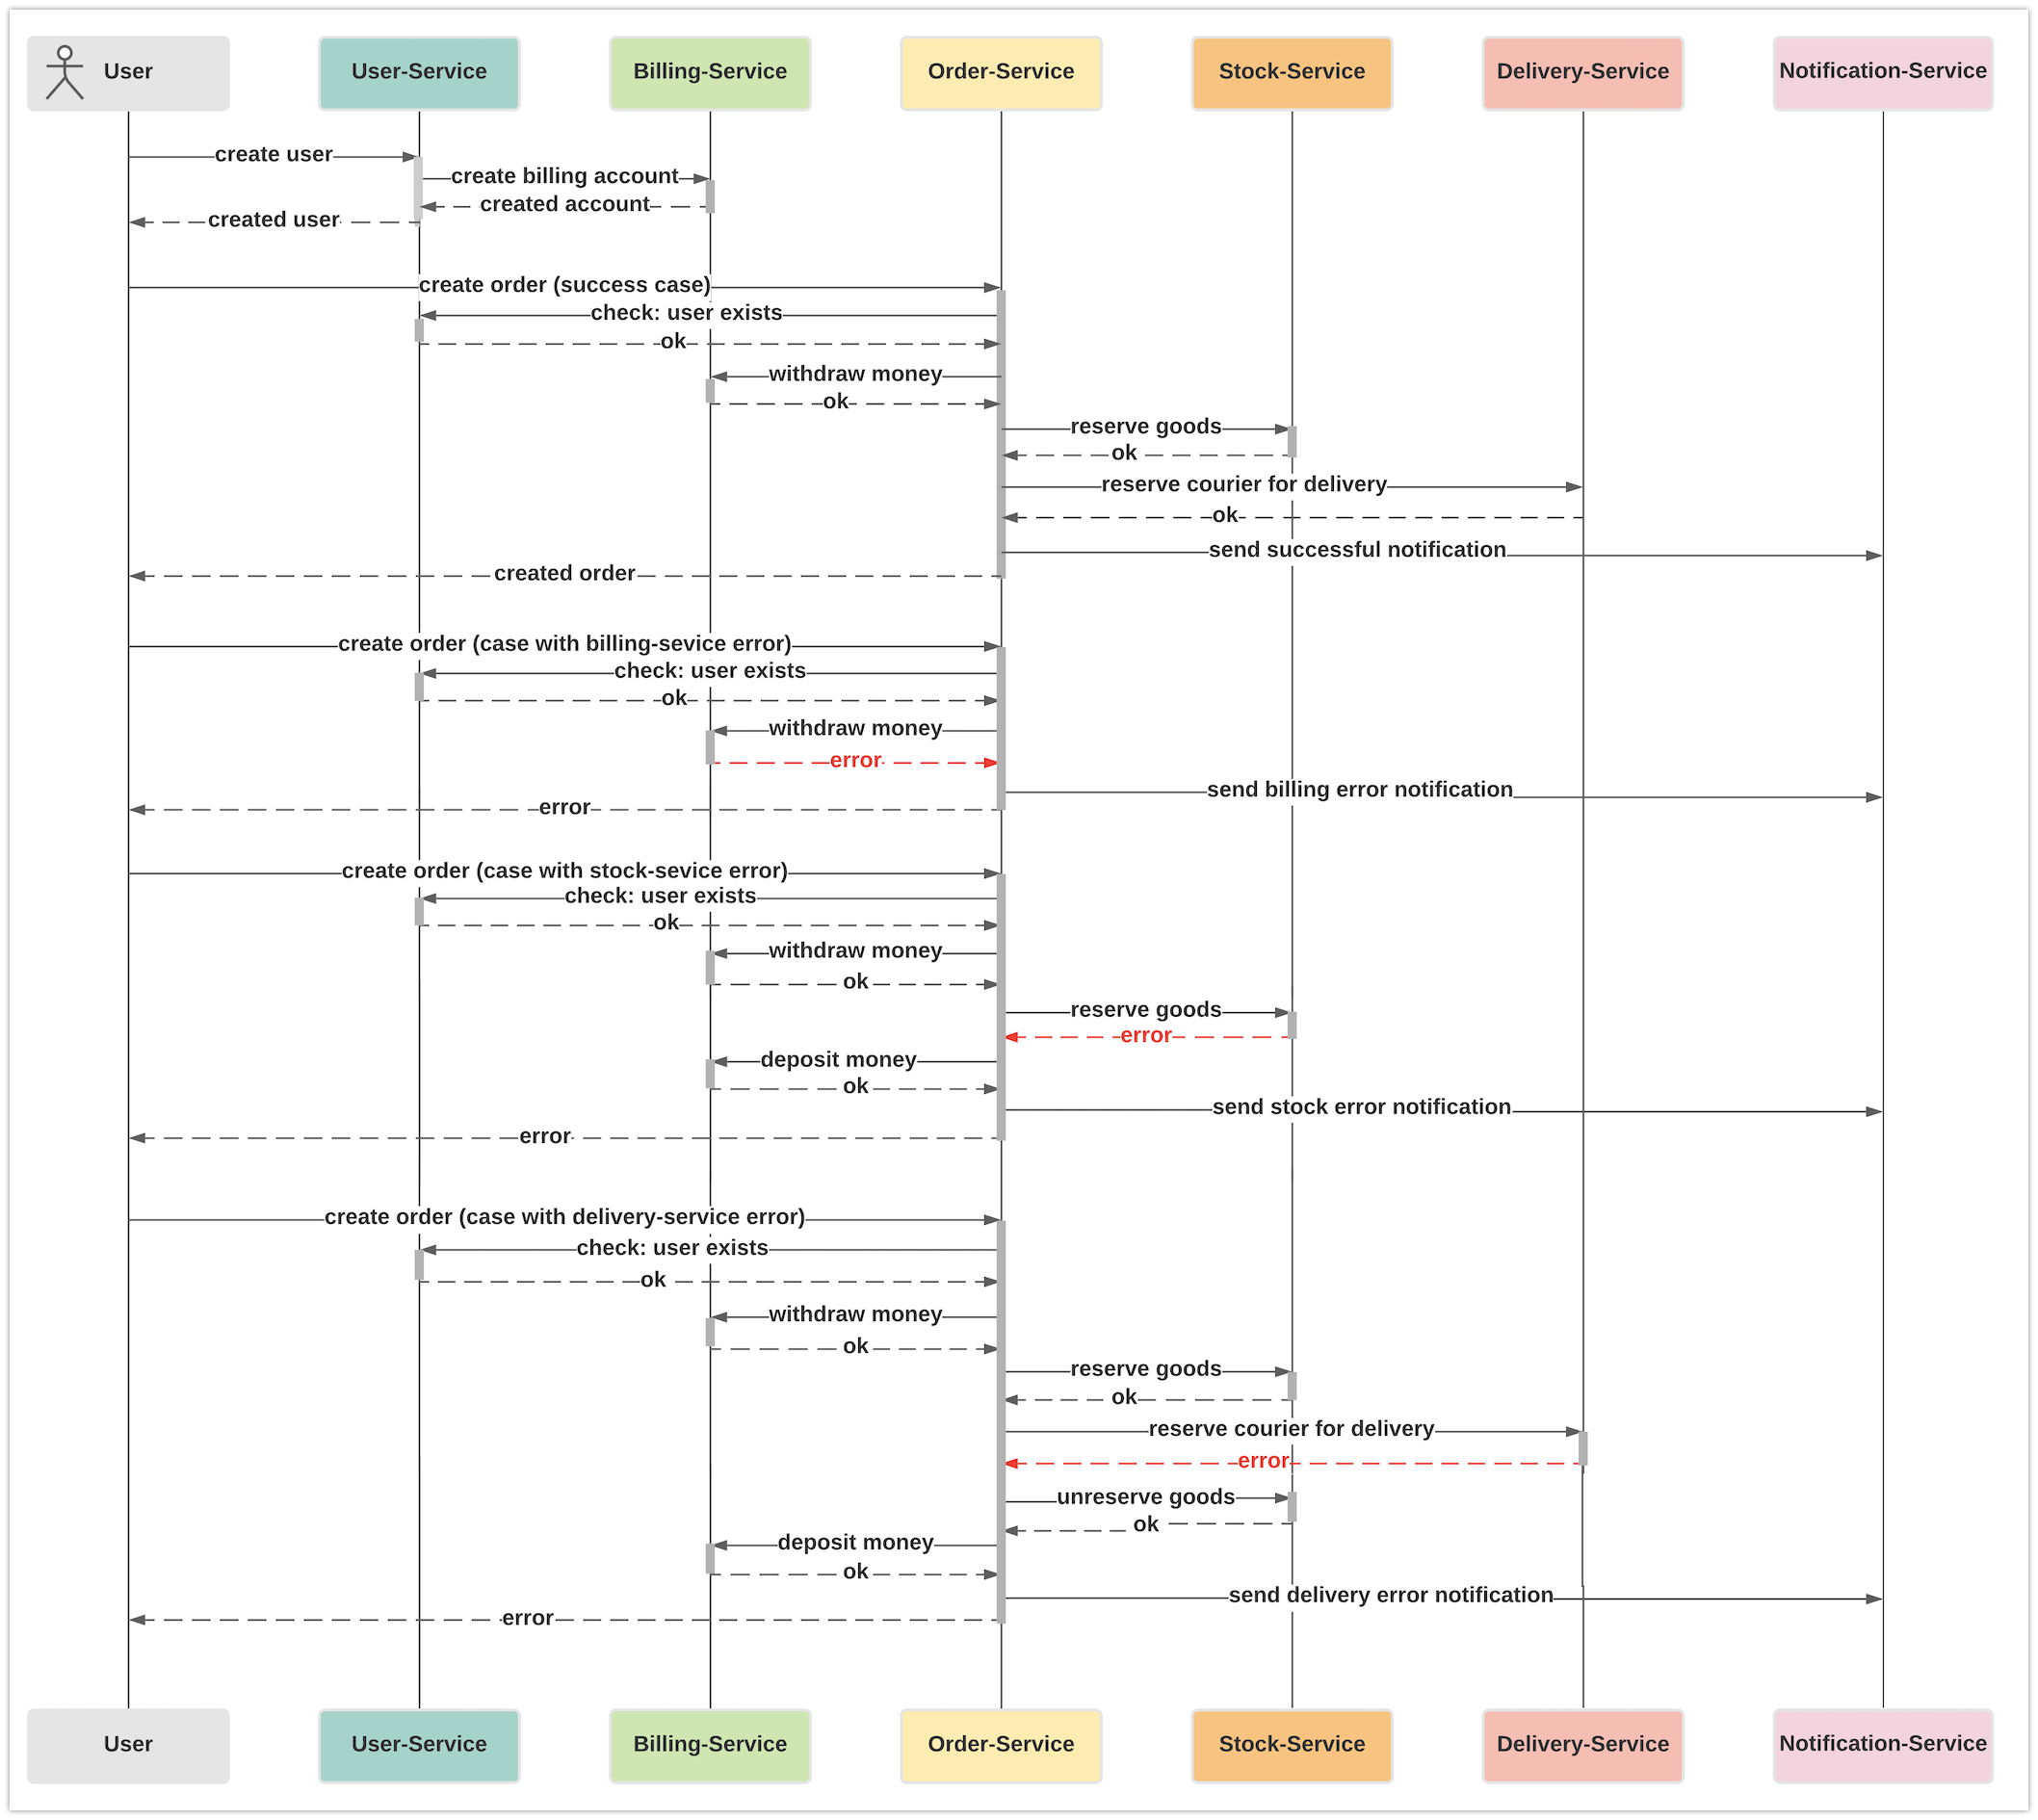 User
User-Service
Billing-Service
Order-Service
Stock-Service
Delivery-Service
Notification-Service
create user
create billing account
created account
created user
create order (success case)
check: user exists
ok
withdraw money
ok
reserve goods
ok
reserve courier for delivery
ok
send successful notification
created order
create order (case with billing-sevice error)
check: user exists
ok
withdraw money
error
send billing error notification
error
create order (case with stock-sevice error)
check: user exists
ok
withdraw money
ok
reserve goods
error
deposit money
ok
send stock error notification
error
create order (case with delivery-service error)
check: user exists
ok
withdraw money
ok
reserve goods
ok
reserve courier for delivery
error
unreserve goods
ok
deposit money
ok
send delivery error notification
error
User
User-Service
Billing-Service
Order-Service
Stock-Service
Delivery-Service
Notification-Service